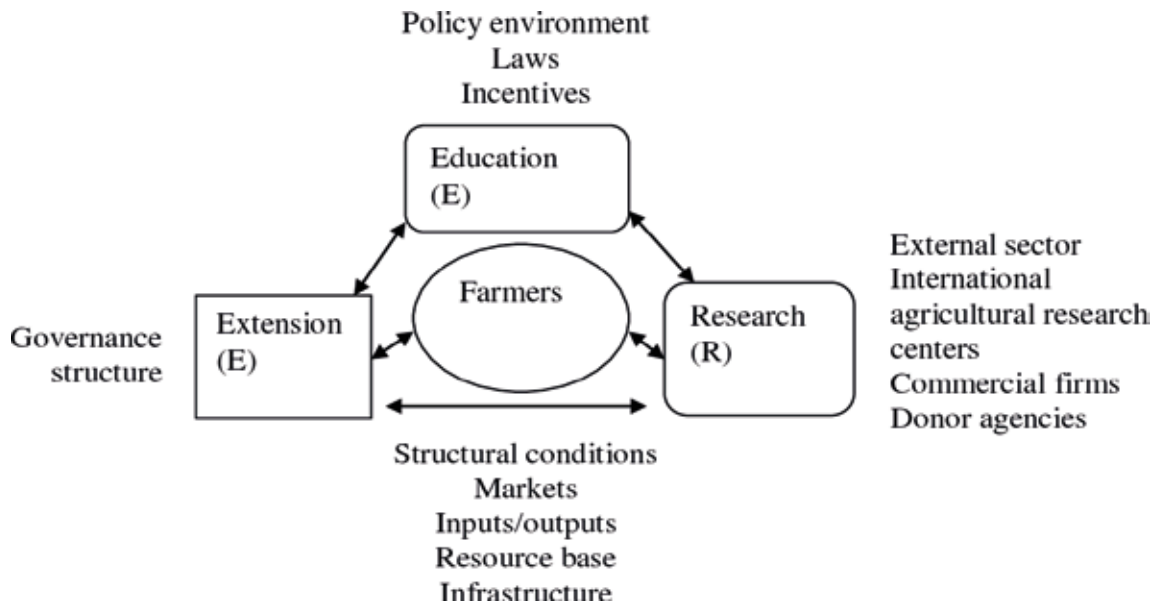 Policy environment
Laws
Incentives
Education
(E)
Farmers
Extension
(E)
Research
(R)
Governance
structure
External sector
International
agricultural research
centers
Commercial firms
Donor agencies
Structural conditions
Markets
Inputs/outputs
Resource base
Infrastructure